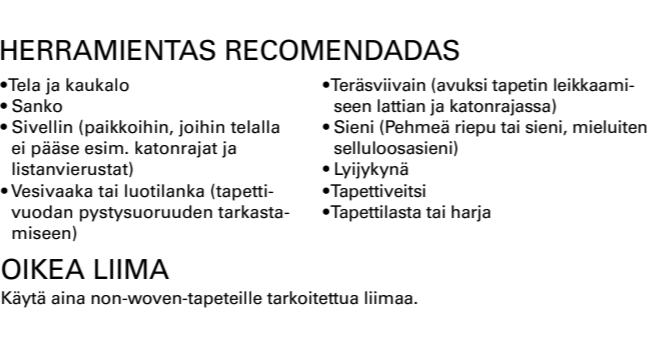 HERRAMIENTAS RECOMENDADAS
•Tela ja kaukalo
• Sanko
• Sivellin (paikkoihin, joihin telalla
ei pääse esim. katonrajat ja
listanvierustat)
• Vesivaaka tai luotilanka (tapetti-
vuodan pystysuoruuden tarkasta-
miseen)
•Teräsviivain (avuksi tapetin leikkaami-
seen lattian ja katonrajassa)
• Sieni (Pehmeä riepu tai sieni, mieluiten
selluloosasieni)
• Lyijykynä
•Tapettiveitsi
•Tapettilasta tai harja
OIKEA LIIMA
Käytä aina non-woven-tapeteille tarkoitettua liimaa.